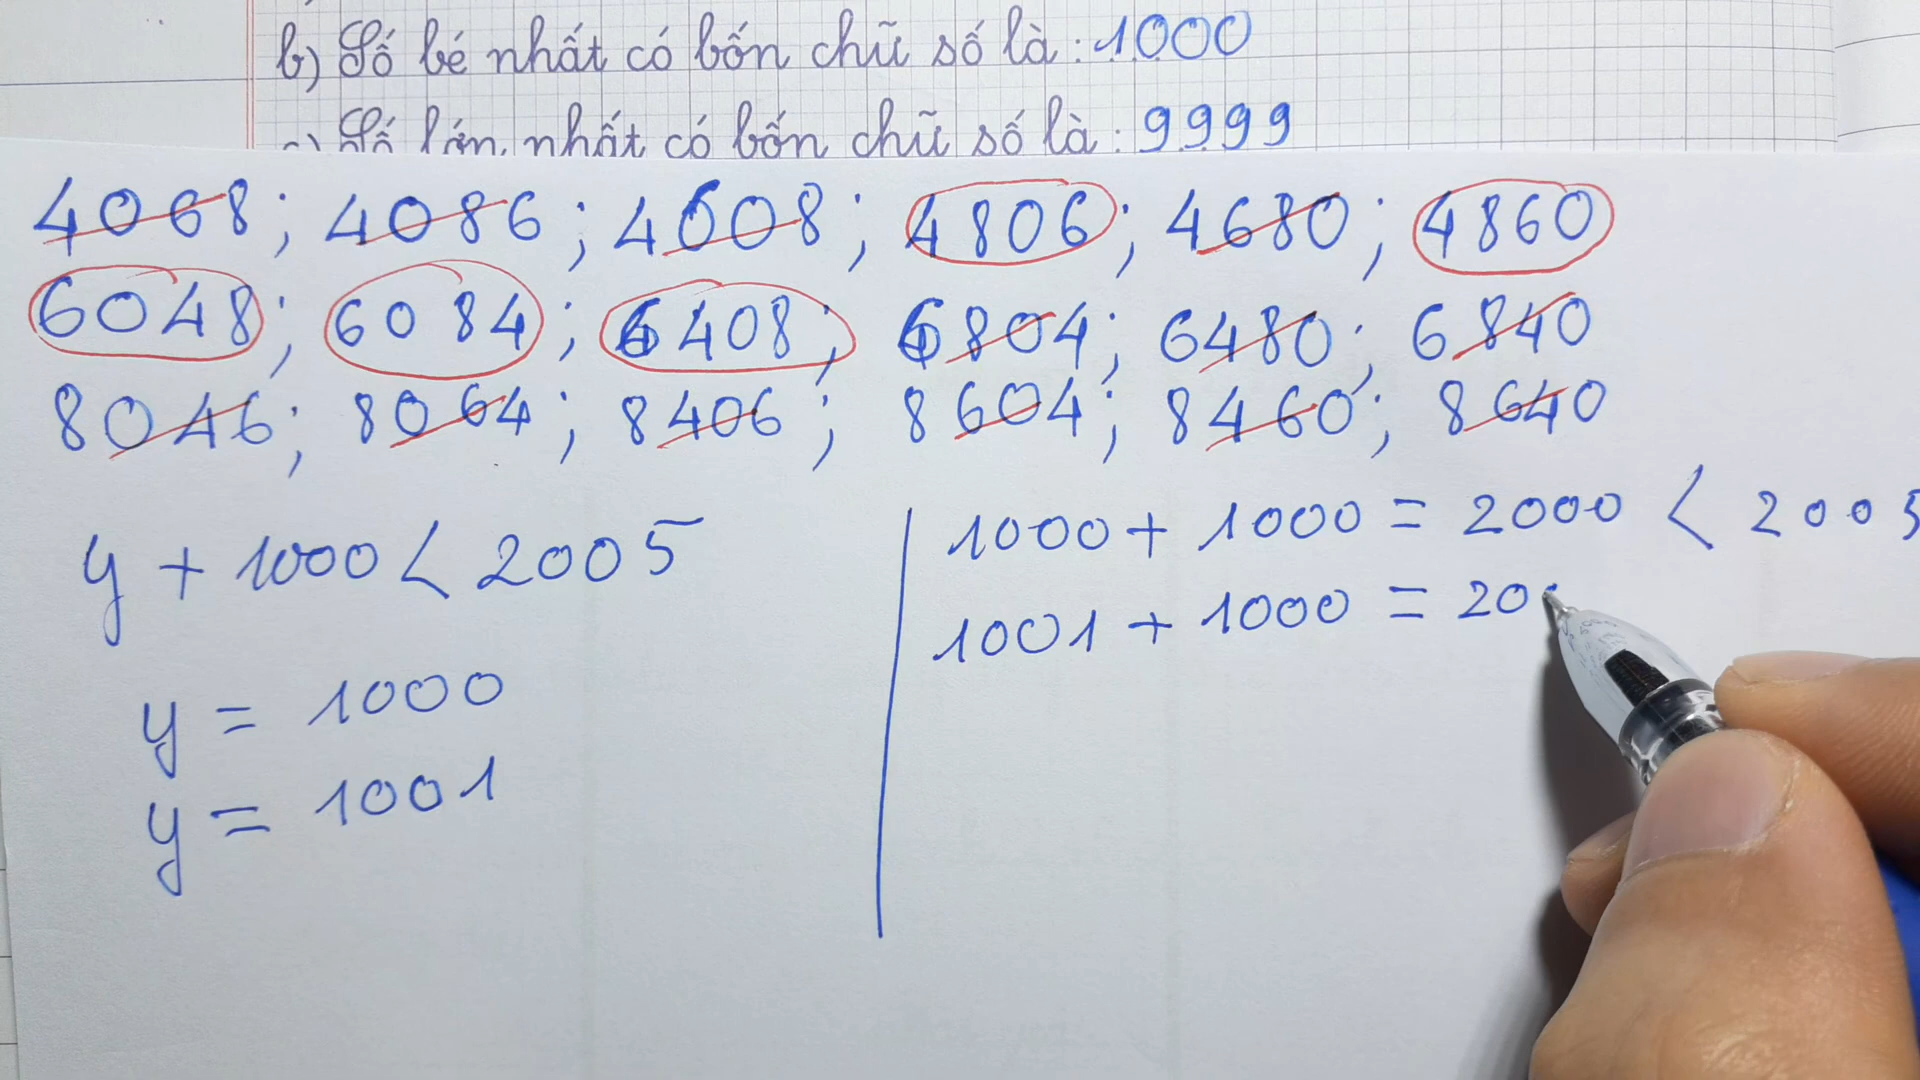 b) Số bé nhất có bốn chữ số là: 1000
c) Số lớn nhất có bốn chữ số là: 9999
4068; 4086; 4608; 4806; 4680; 4860
6048; 6084; 6408; 6804; 6480; 6840
8046; 8064; 8406; 8604; 8460; 8640
y + 1000 < 2005
y = 1000
y = 1001
1000 + 1000 = 2000 < 2005
1001 + 1000 = 20